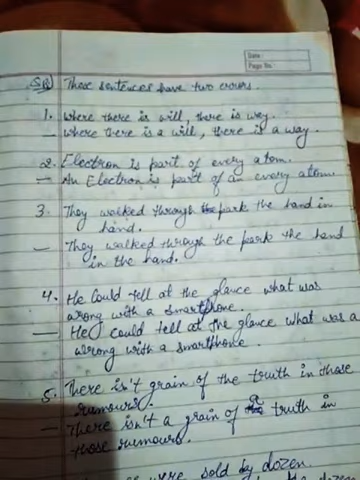 Date :
Page No. :
These sentences have two errors.
1. Where there is will, there is way.
— where there is a will, there is a way.
2. Electron is part of every atom.
— An Electron is part of an every atom.
3. They walked through the park the hand in
hand.
— They walked through the park the hand
in the hand.
4. He Could tell at the glance what was
wrong with a smartphone.
— He could tell at the glance what was a
wrong with a smartphone.
5. There isn't grain of the truth in those
rumours.
— There isn't a grain of truth in
those rumours.
were sold by dozen.